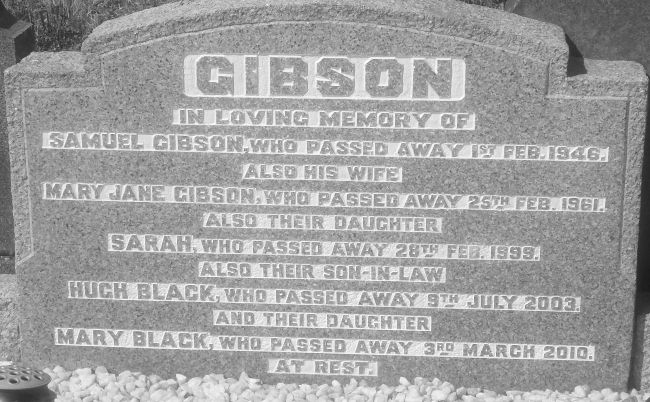 GIBSON
IN LOVING MEMORY OF
SAMUEL GIBSON, WHO PASSED AWAY 1ST FEB. 1946.
ALSO HIS WIFE
MARY JANE GIBSON, WHO PASSED AWAY 25TH FEB. 1961.
ALSO THEIR DAUGHTER
SARAH, WHO PASSED AWAY 28TH FEB. 1999.
ALSO THEIR SON-IN-LAW
HUGH BLACK, WHO PASSED AWAY 9TH JULY 2003.
AND THEIR DAUGHTER
MARY BLACK, WHO PASSED AWAY 3RD MARCH 2010.
AT REST.